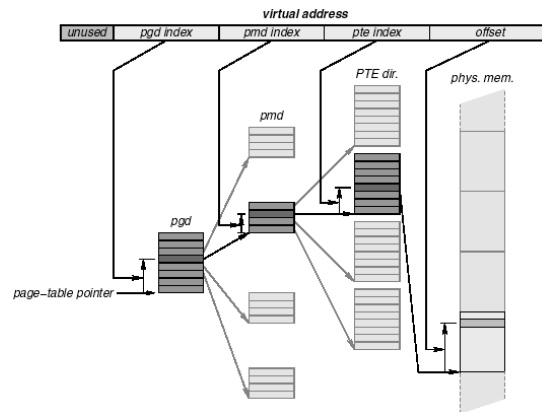 virtual address
unused pgd index pmd index pte index offset
PTE dir.
phys. mem.
pmd
pgd
page-table pointer